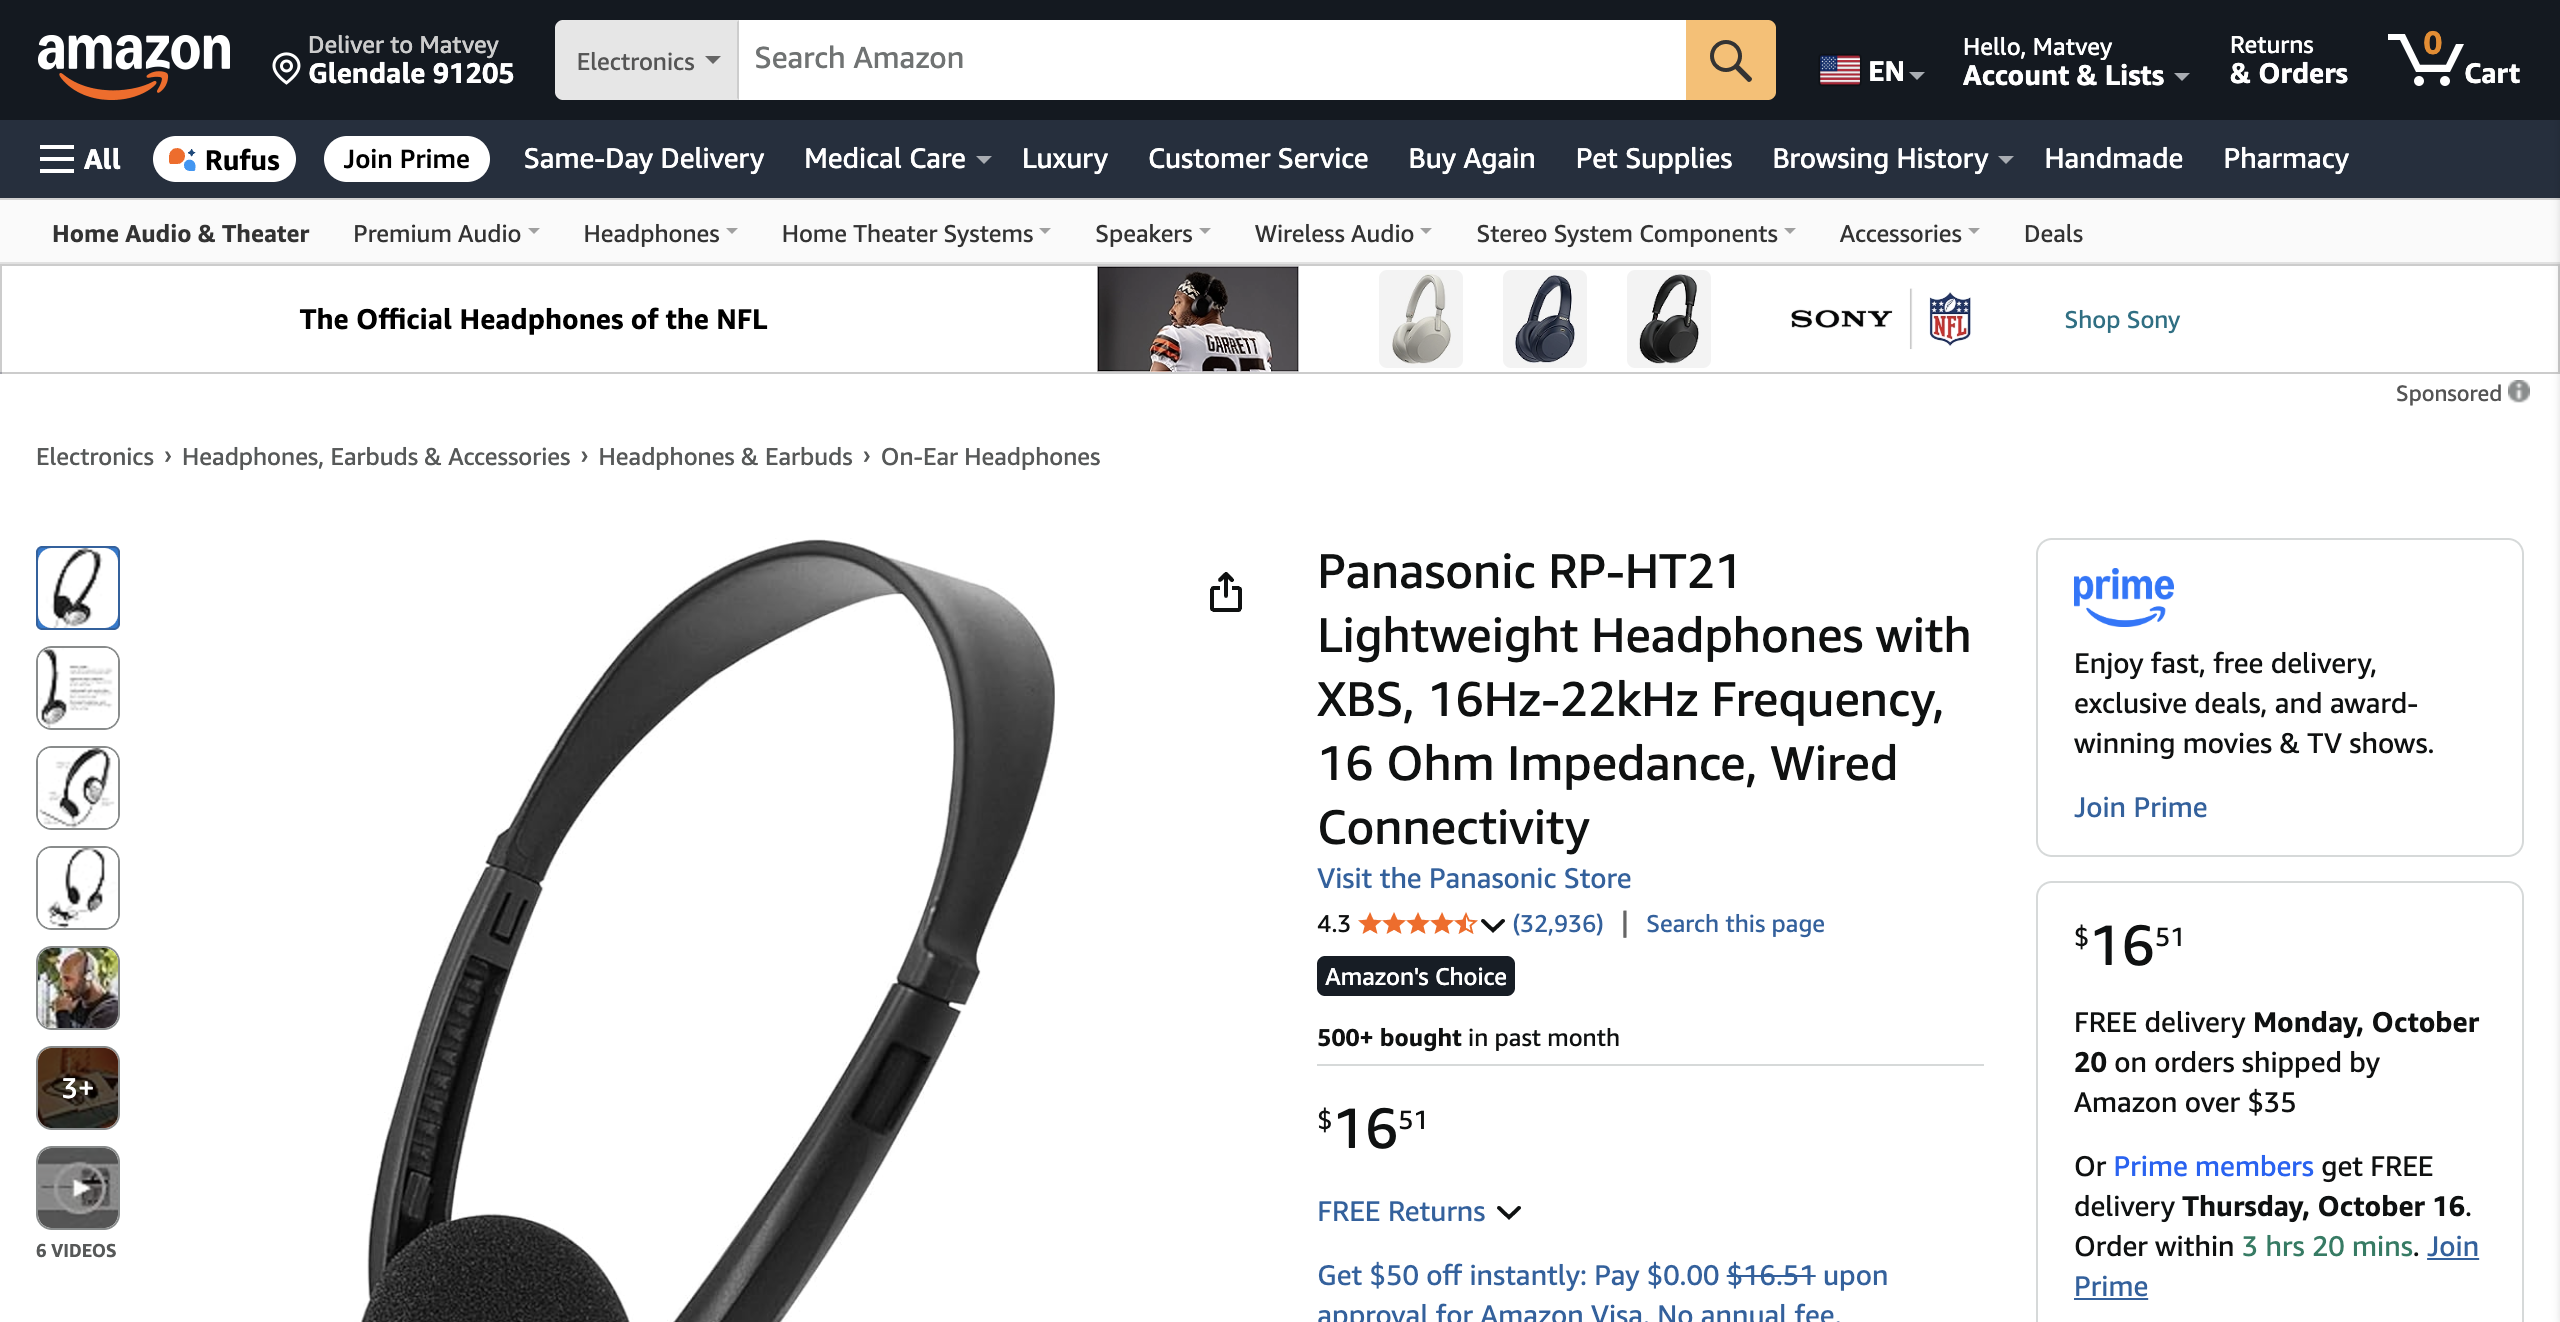 amazon
Deliver to Matvey
Glendale 91205
Electronics
Search Amazon
EN
Hello, Matvey
Account & Lists
Returns
& Orders
0
Cart
All
Rufus
Join Prime
Same-Day Delivery
Medical Care
Luxury
Customer Service
Buy Again
Pet Supplies
Browsing History
Handmade
Pharmacy
Home Audio & Theater
Premium Audio
Headphones
Home Theater Systems
Speakers
Wireless Audio
Stereo System Components
Accessories
Deals
The Official Headphones of the NFL
GARRETT
SONY
NFL
Shop Sony
Sponsored
Electronics › Headphones, Earbuds & Accessories › Headphones & Earbuds › On-Ear Headphones
3+
6 VIDEOS
Panasonic RP-HT21
Lightweight Headphones with
XBS, 16Hz-22kHz Frequency,
16 Ohm Impedance, Wired
Connectivity
Visit the Panasonic Store
4.3 (32,936) | Search this page
Amazon's Choice
500+ bought in past month
$16 51
FREE Returns
Get $50 off instantly: Pay $0.00 $16.51 upon
approval for Amazon Visa. No annual fee.
prime
Enjoy fast, free delivery,
exclusive deals, and award-
winning movies & TV shows.
Join Prime
$16 51
FREE delivery Monday, October
20 on orders shipped by
Amazon over $35
Or Prime members get FREE
delivery Thursday, October 16.
Order within 3 hrs 20 mins. Join
Prime